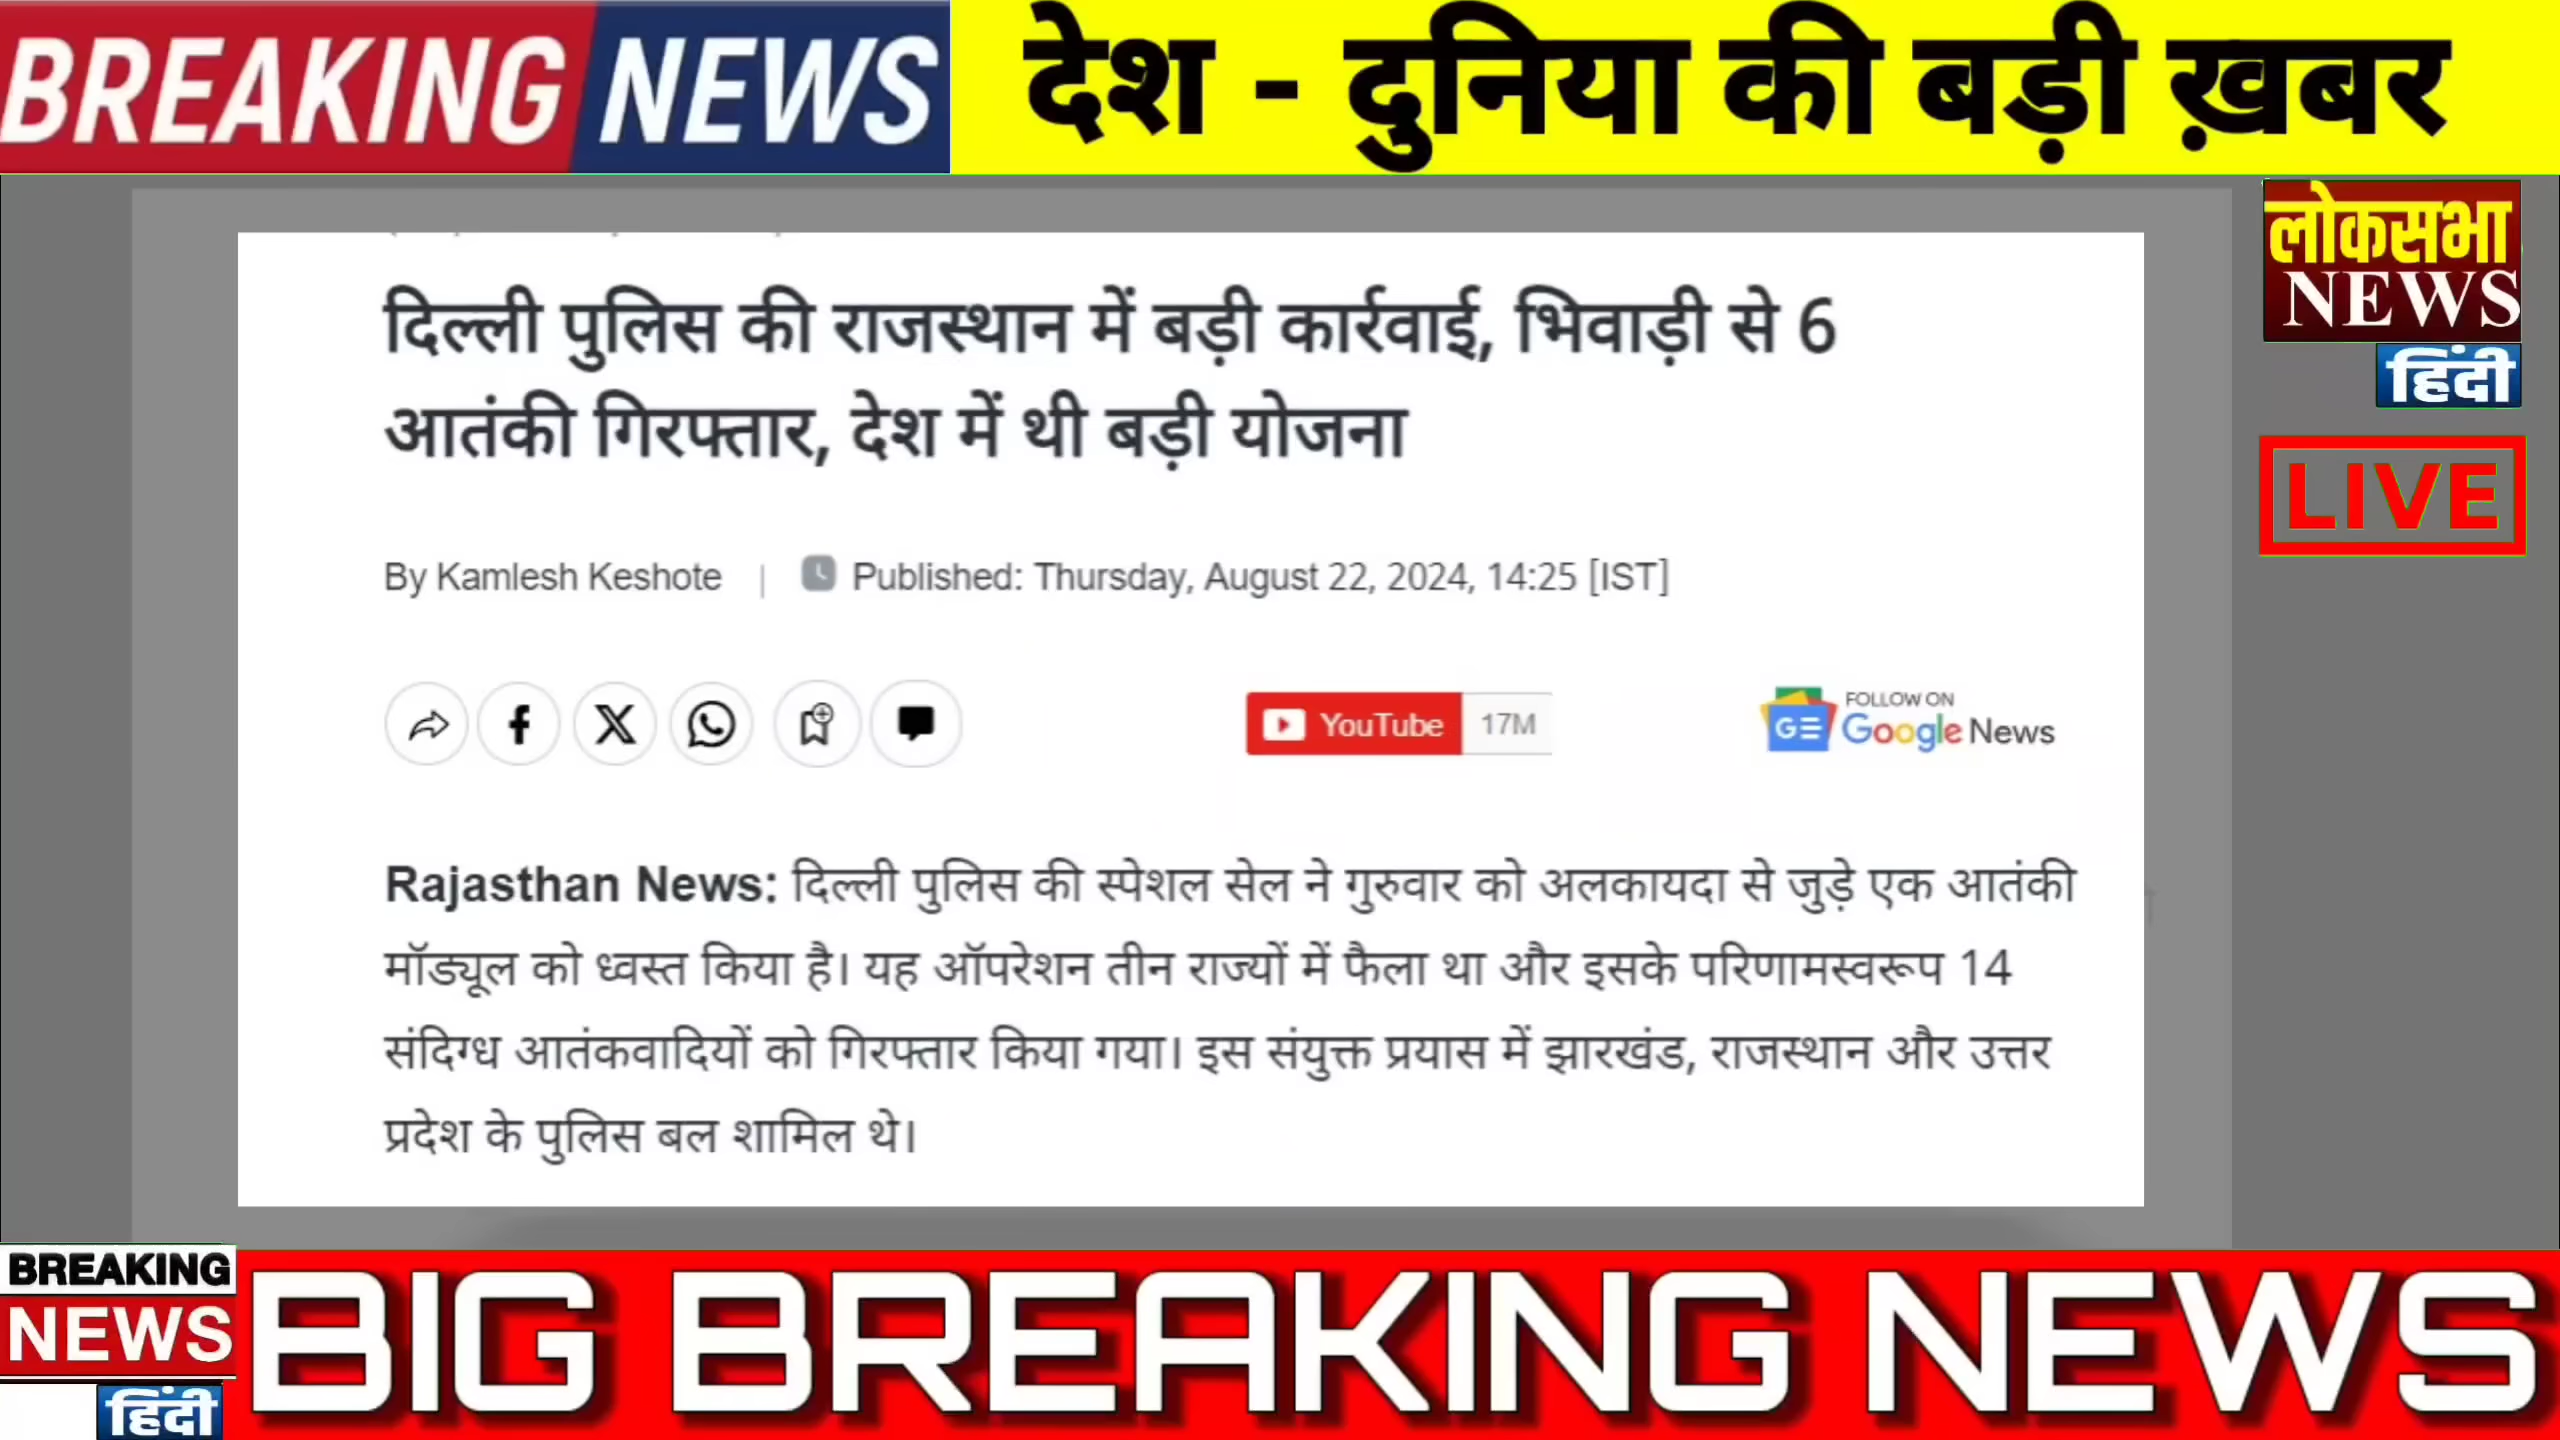 BREAKING NEWS
देश - दुनिया की बड़ी ख़बर
लोकसभा
NEWS
हिंदी
LIVE
दिल्ली पुलिस की राजस्थान में बड़ी कार्रवाई, भिवाड़ी से 6
आतंकी गिरफ्तार, देश में थी बड़ी योजना
By Kamlesh Keshote | Published: Thursday, August 22, 2024, 14:25 [IST]
YouTube 17M
FOLLOW ON
Google News
Rajasthan News: दिल्ली पुलिस की स्पेशल सेल ने गुरुवार को अलकायदा से जुड़े एक आतंकी
मॉड्यूल को ध्वस्त किया है। यह ऑपरेशन तीन राज्यों में फैला था और इसके परिणामस्वरूप 14
संदिग्ध आतंकवादियों को गिरफ्तार किया गया। इस संयुक्त प्रयास में झारखंड, राजस्थान और उत्तर
प्रदेश के पुलिस बल शामिल थे।
BREAKING
NEWS
हिंदी
BIG BREAKING NEWS